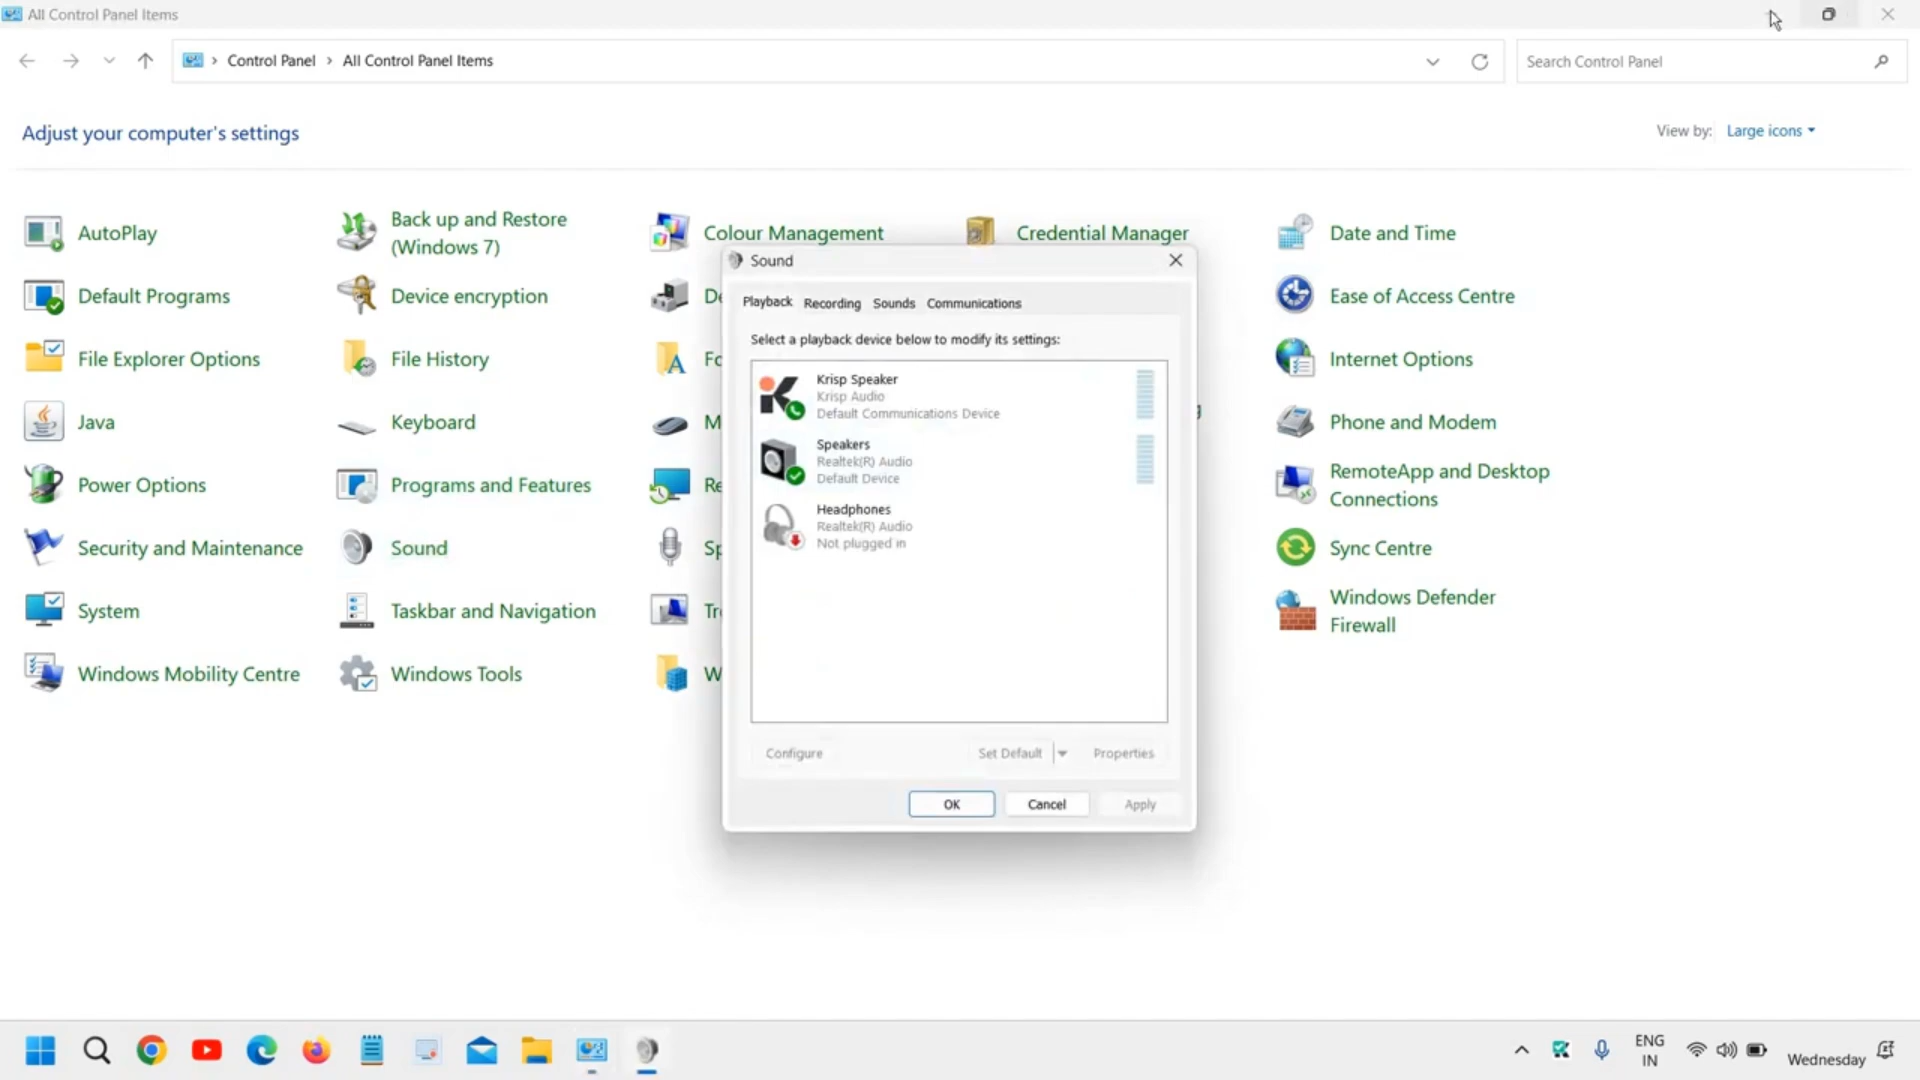 All Control Panel Items
Control Panel > All Control Panel Items
Search Control Panel
Adjust your computer's settings
View by: Large icons
AutoPlay
Back up and Restore
(Windows 7)
Colour Management
Credential Manager
Date and Time
Default Programs
Device encryption
De
Ease of Access Centre
File Explorer Options
File History
Fo
Internet Options
Java
Keyboard
M
Phone and Modem
Power Options
Programs and Features
Re
RemoteApp and Desktop
Connections
Security and Maintenance
Sound
Sp
Sync Centre
System
Taskbar and Navigation
Tr
Windows Defender
Firewall
Windows Mobility Centre
Windows Tools
W
Sound
Playback Recording Sounds Communications
Select a playback device below to modify its settings:
Krisp Speaker
Krisp Audio
Default Communications Device
Speakers
Realtek(R) Audio
Default Device
Headphones
Realtek(R) Audio
Not plugged in
Configure Set Default Properties
OK Cancel Apply
ENG
IN
Wednesday